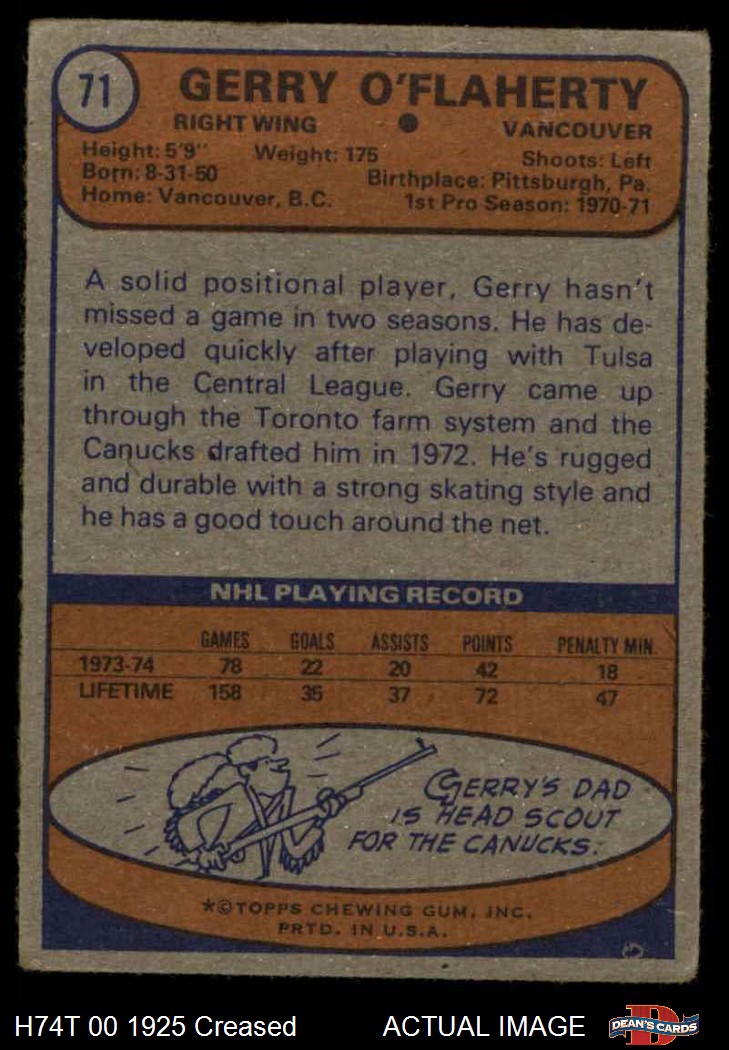 71
GERRY O'FLAHERTY
RIGHT WING ● VANCOUVER
Height: 5'9" Weight: 175 Shoots: Left
Born: 8-31-50 Birthplace: Pittsburgh, Pa.
Home: Vancouver, B.C. 1st Pro Season: 1970-71
A solid positional player, Gerry hasn't
missed a game in two seasons. He has de-
veloped quickly after playing with Tulsa
in the Central League. Gerry came up
through the Toronto farm system and the
Canucks drafted him in 1972. He's rugged
and durable with a strong skating style and
he has a good touch around the net.
NHL PLAYING RECORD
GAMES GOALS ASSISTS POINTS PENALTY MIN.
1973-74 78 22 20 42 18
LIFETIME 158 35 37 72 47
GERRY'S DAD
IS HEAD SCOUT
FOR THE CANUCKS.
*©TOPPS CHEWING GUM, INC.
PRTD. IN U.S.A.
H74T 00 1925 Creased ACTUAL IMAGE
D
DEAN'S CARDS